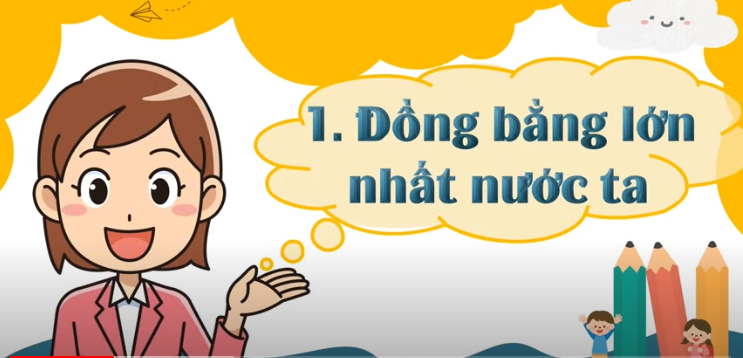 1. Đồng bằng lớn
nhất nước ta